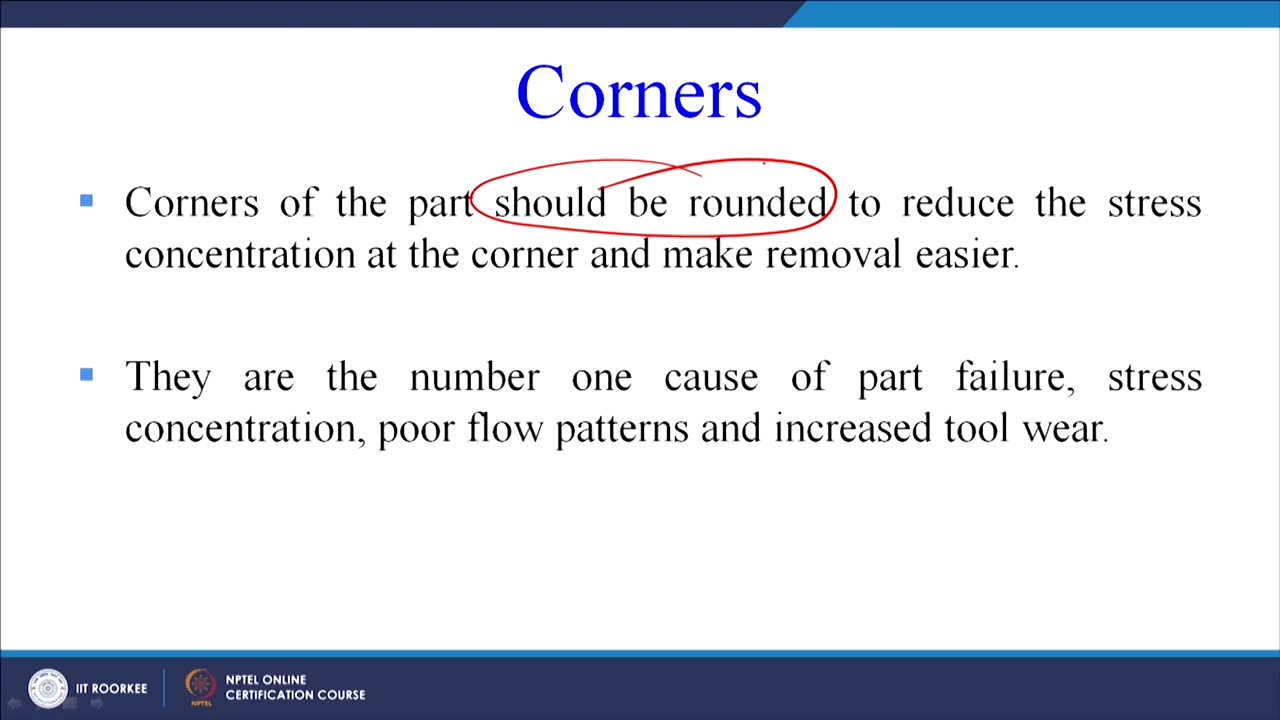 Corners
Corners of the part should be rounded to reduce the stress
concentration at the corner and make removal easier.
They are the number one cause of part failure, stress
concentration, poor flow patterns and increased tool wear.
IIT ROORKEE
NPTEL
NPTEL ONLINE
CERTIFICATION COURSE